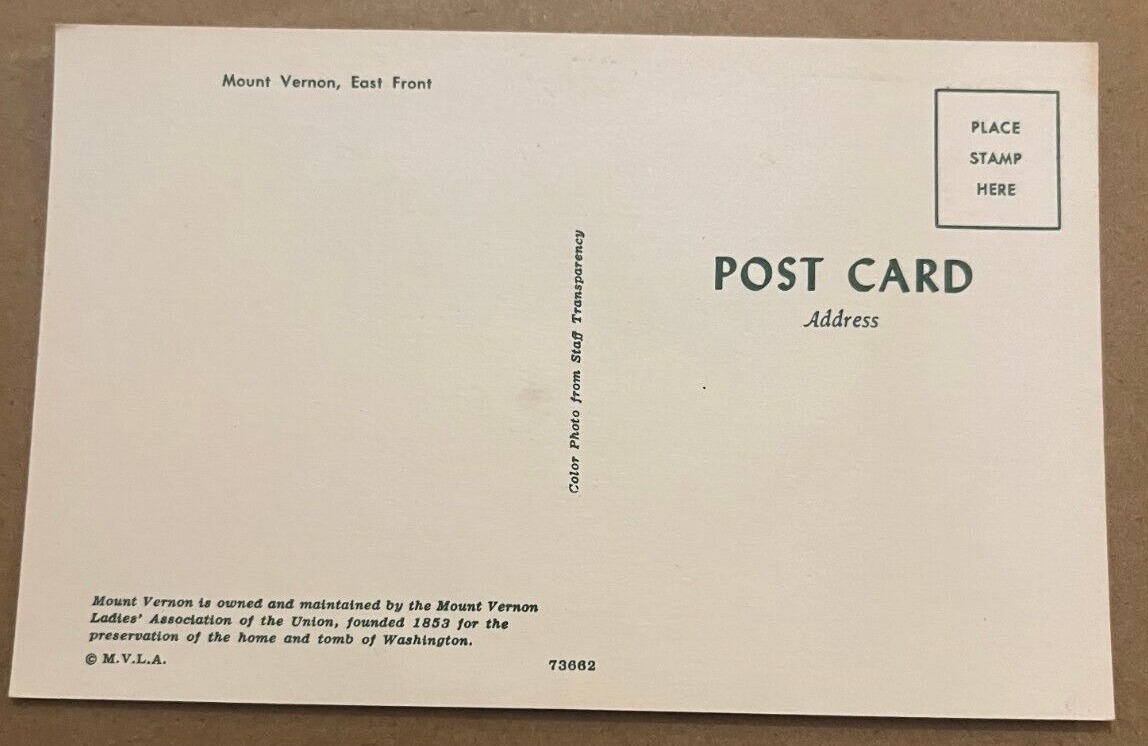 Mount Vernon, East Front
PLACE
STAMP
HERE
POST CARD
Address
Color Photo from Staff Transparency
Mount Vernon is owned and maintained by the Mount Vernon
Ladies' Association of the Union, founded 1853 for the
preservation of the home and tomb of Washington.
© M.V.L.A.
73662